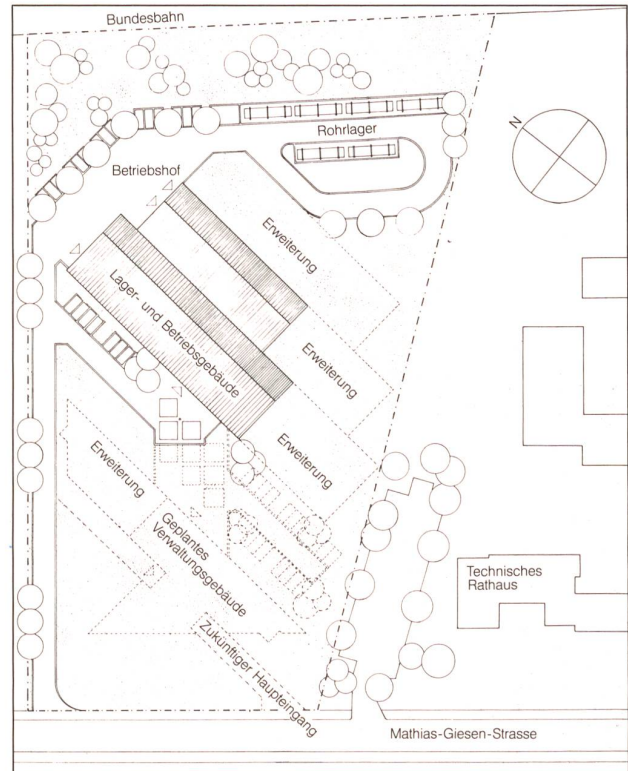 Bundesbahn
Rohrlager
N
Betriebshof
Erweiterung
Lager- und Betriebsgebäude
Erweiterung
Erweiterung
Erweiterung
Geplantes
Verwaltungsgebäude
Technisches
Rathaus
Zukünftiger Haupteingang
Mathias-Giesen-Strasse